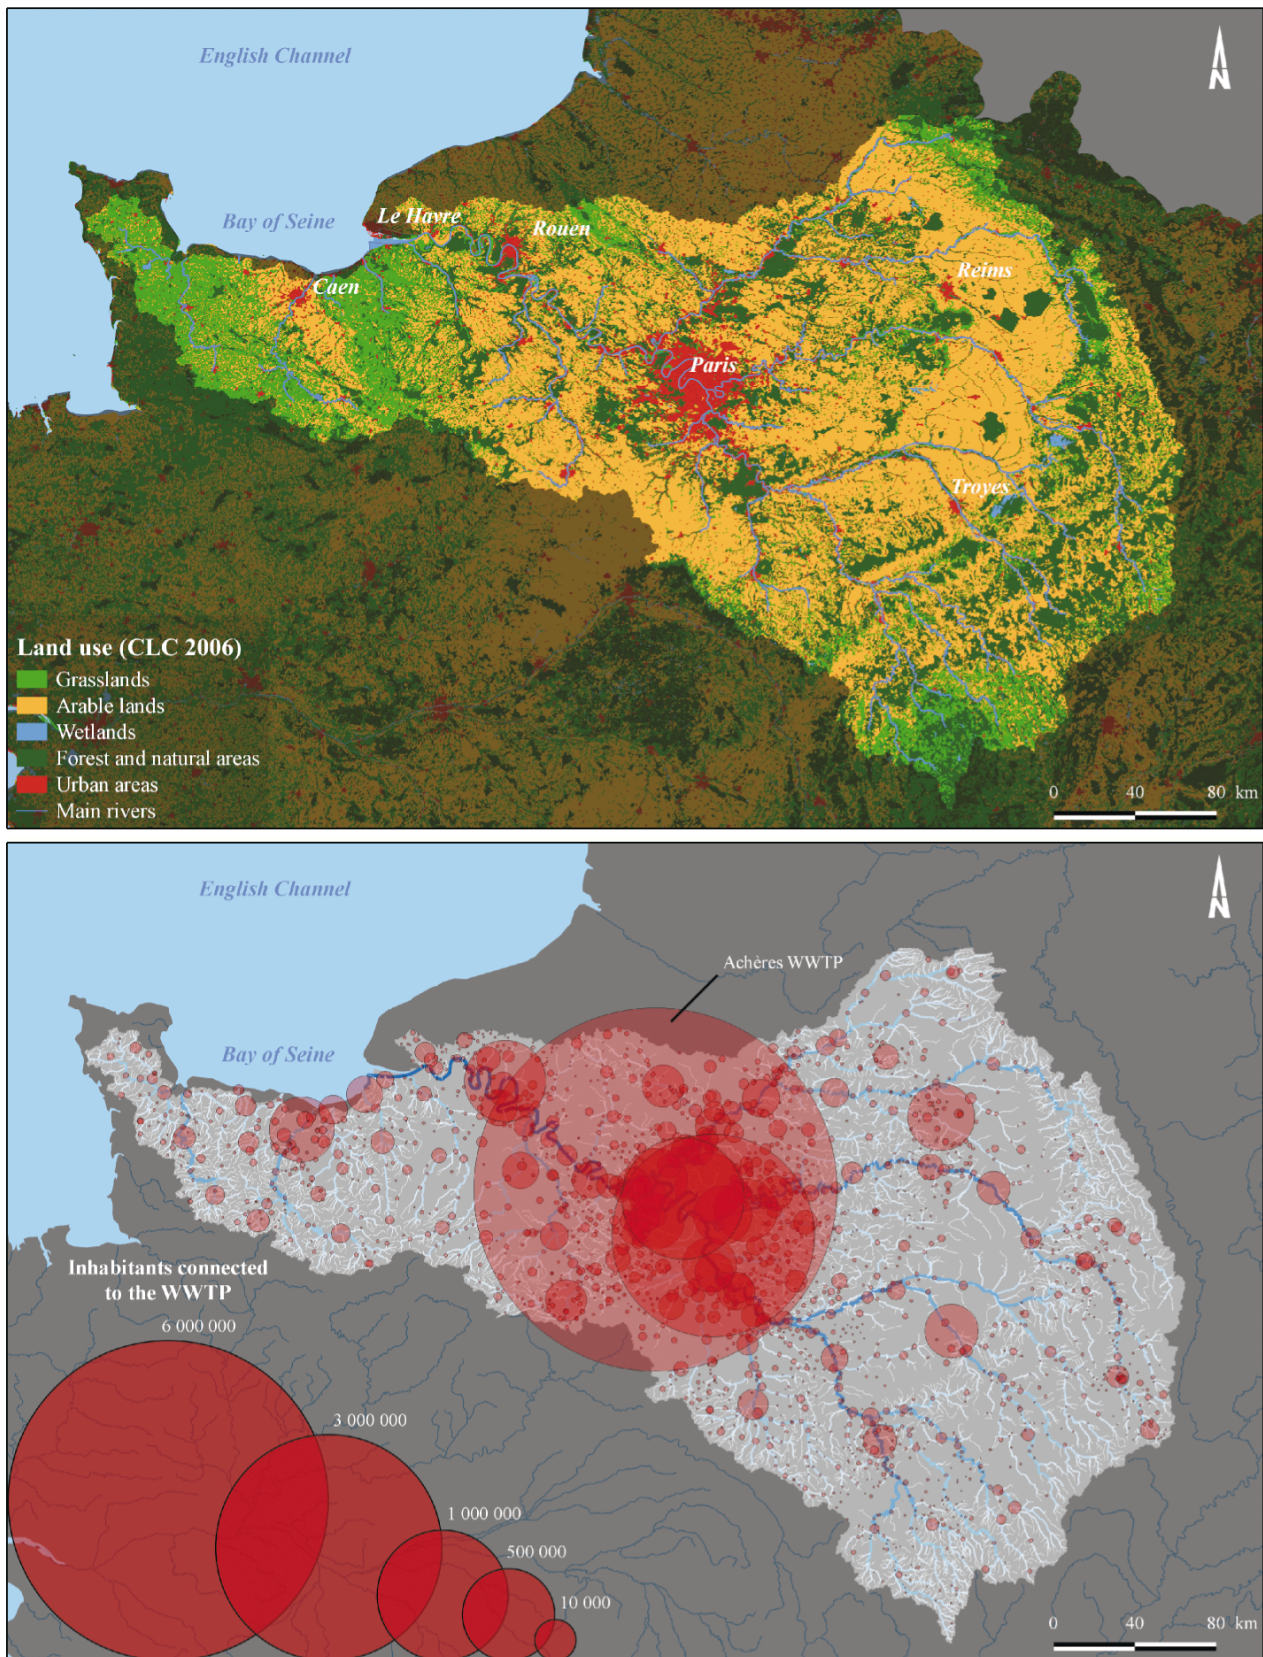 English Channel
N
Bay of Seine
Le Havre
Rouen
Caen
Reims
Paris
Troyes
Land use (CLC 2006)
Grasslands
Arable lands
Wetlands
Forest and natural areas
Urban areas
Main rivers
0 40 80 km
English Channel
N
Achères WWTP
Bay of Seine
Inhabitants connected
to the WWTP
6 000 000
3 000 000
1 000 000
500 000
10 000
0 40 80 km